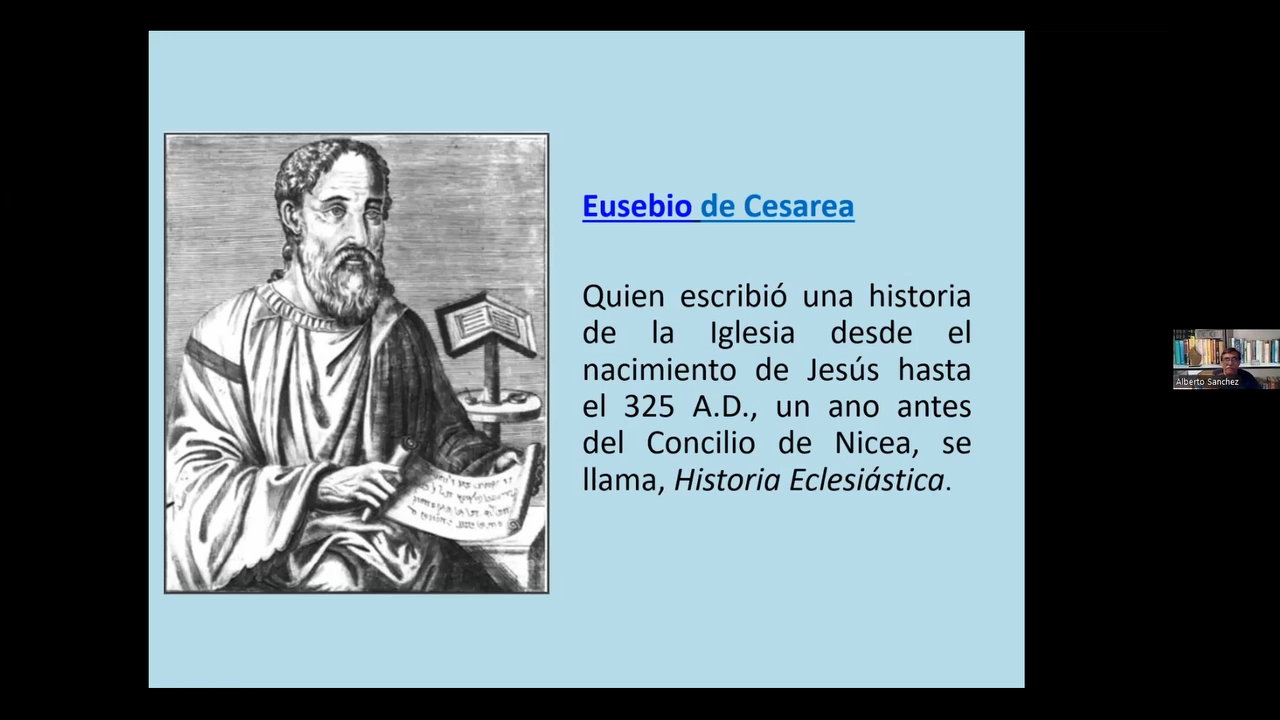 Eusebio de Cesarea
Quien escribió una historia
de la Iglesia desde el
nacimiento de Jesús hasta
el 325 A.D., un ano antes
del Concilio de Nicea, se
llama, Historia Eclesiástica.
Alberto Sanchez